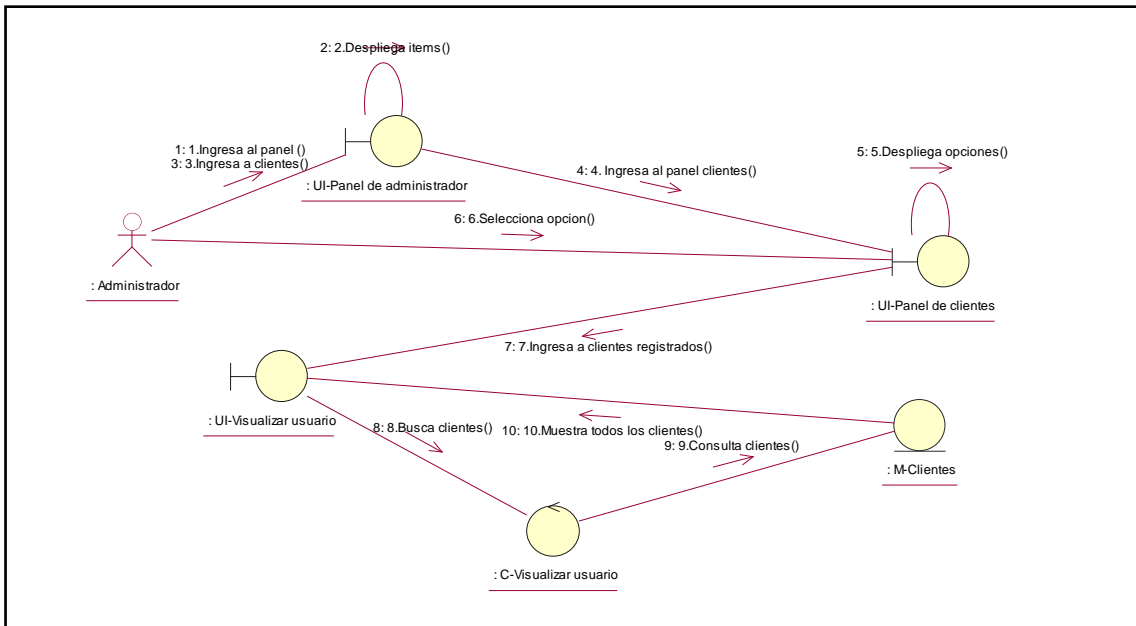 2: 2.Despliega items()
1: 1.Ingresa al panel ()
3: 3.Ingresa a clientes()
: UI-Panel de administrador
4: 4. Ingresa al panel clientes()
5: 5.Despliega opciones()
6: 6.Selecciona opcion()
: Administrador
: UI-Panel de clientes
7: 7.Ingresa a clientes registrados()
: UI-Visualizar usuario
8: 8.Busca clientes()
10: 10.Muestra todos los clientes()
9: 9.Consulta clientes()
: M-Clientes
: C-Visualizar usuario